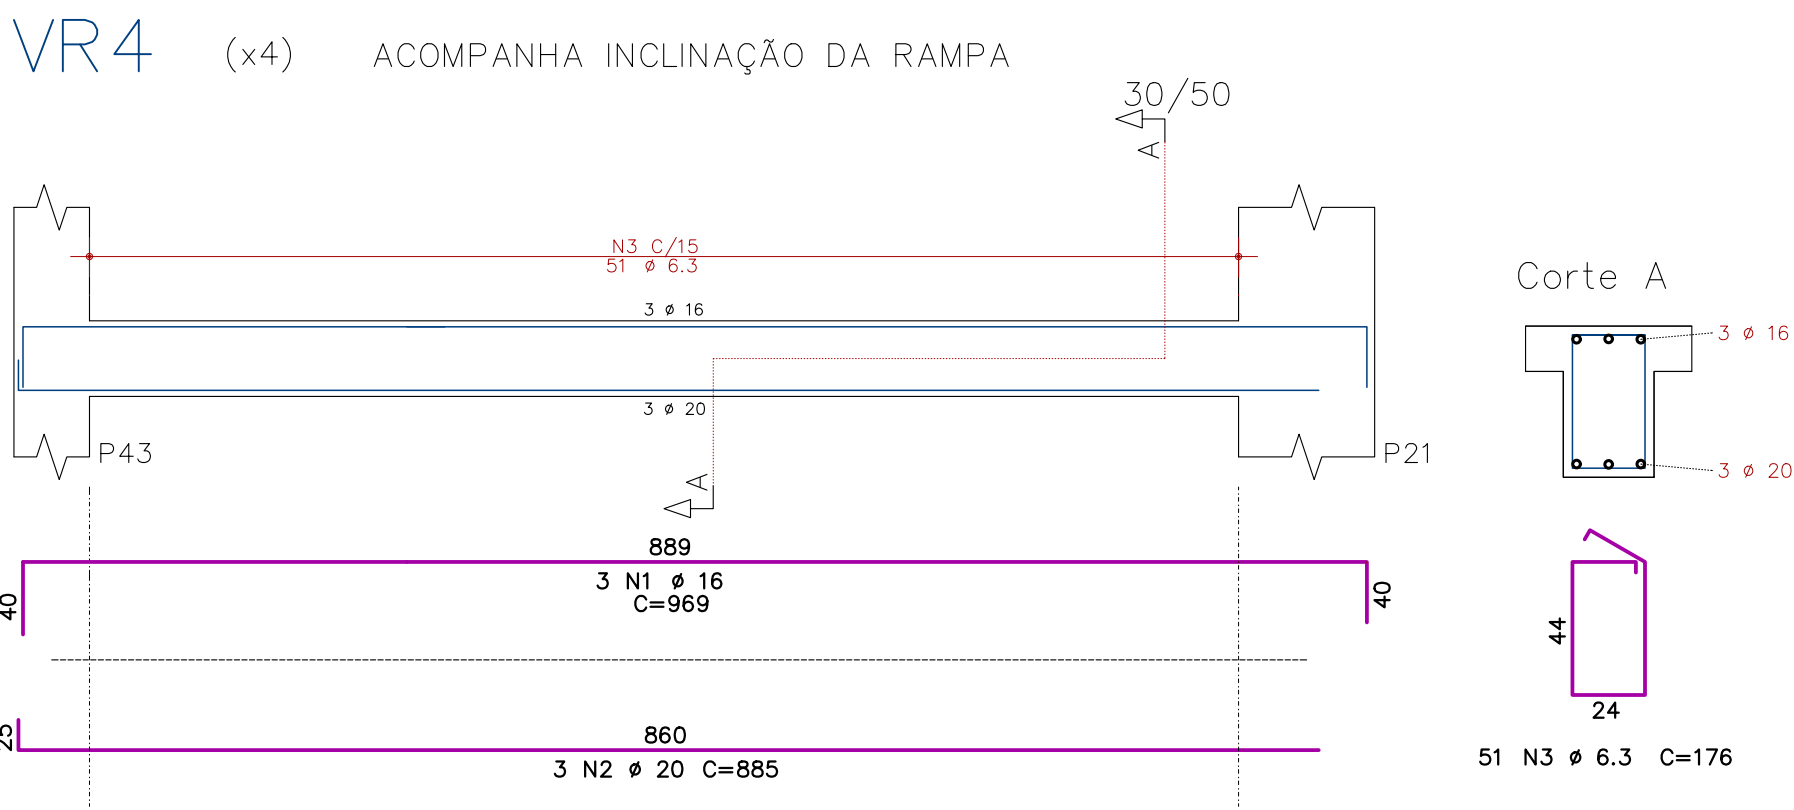 VR4 (x4) ACOMPANHA INCLINAÇÃO DA RAMPA
30/50
A
N3 C/15
51 ø 6.3
3 ø 16
3 ø 20
P43
P21
A
Corte A
3 ø 16
3 ø 20
889
3 N1 ø 16
C=969
40
40
860
3 N2 ø 20 C=885
25
44
24
51 N3 ø 6.3 C=176